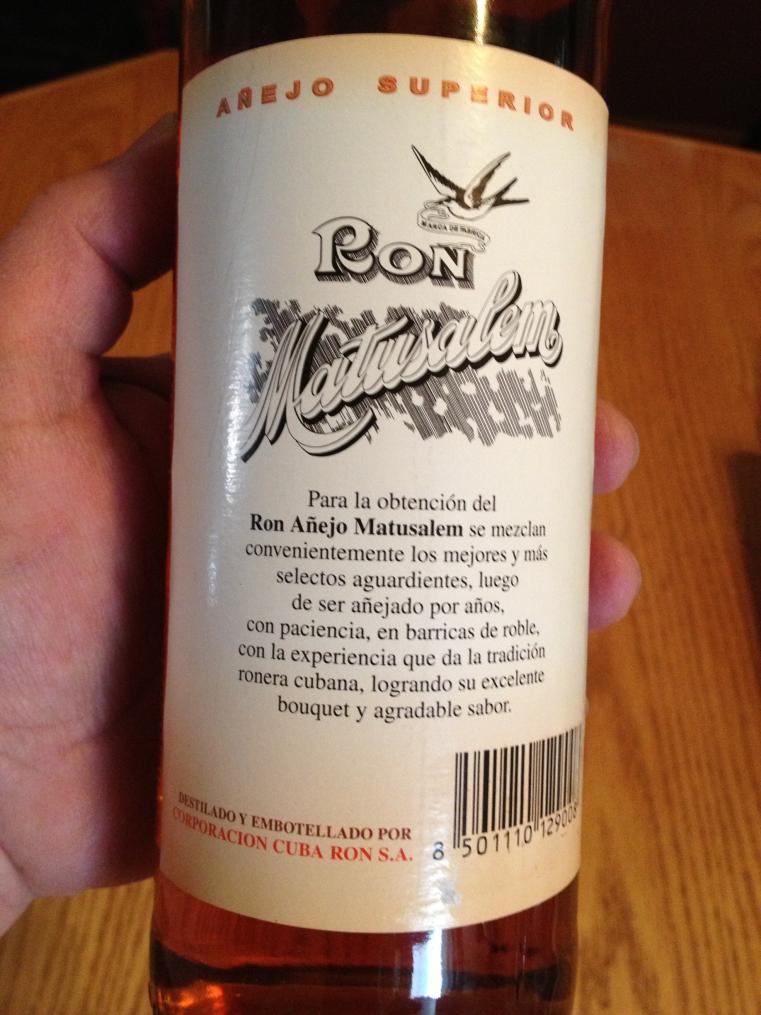 AÑEJO SUPERIOR
MARCA DE FABRICA
RON
Matusalem
Para la obtención del
Ron Añejo Matusalem se mezclan
convenientemente los mejores y más
selectos aguardientes, luego
de ser añejado por años,
con paciencia, en barricas de roble,
con la experiencia que da la tradición
ronera cubana, logrando su excelente
bouquet y agradable sabor.
DESTILADO Y EMBOTELLADO POR
CORPORACION CUBA RON S.A.
8 501110 129008